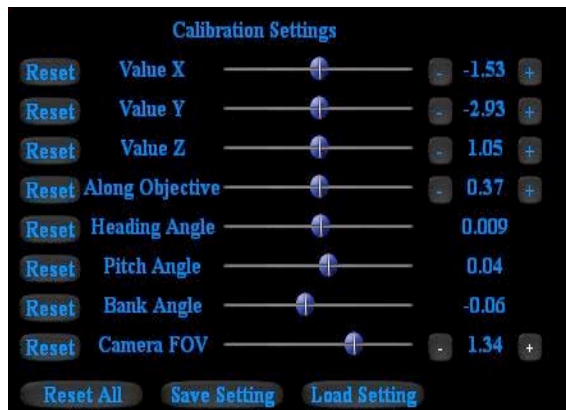 Calibration Settings
Reset Value X - -1.53 +
Reset Value Y - -2.93 +
Reset Value Z - 1.05 +
Reset Along Objective - 0.37 +
Reset Heading Angle 0.009
Reset Pitch Angle 0.04
Reset Bank Angle -0.06
Reset Camera FOV - 1.34 +
Reset All Save Setting Load Setting